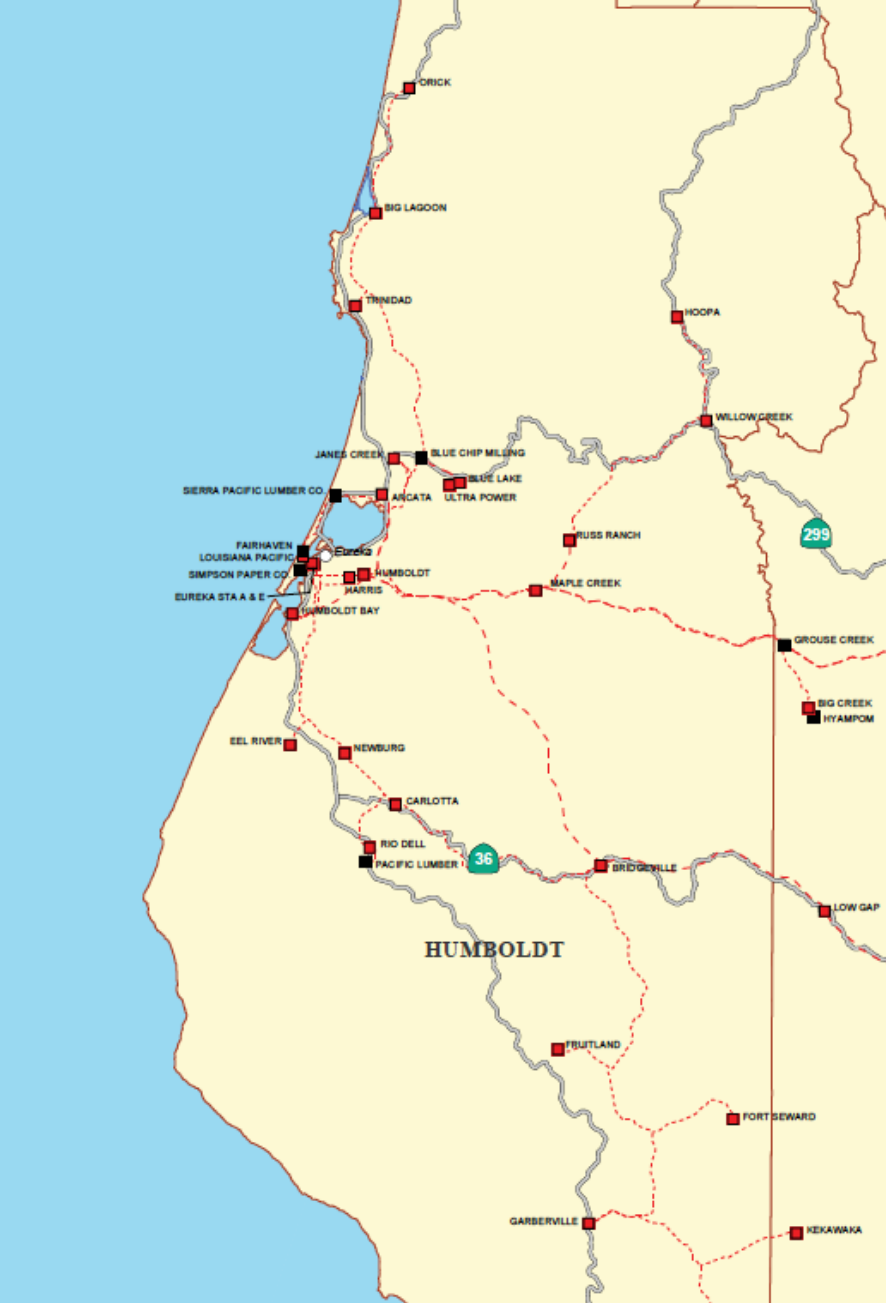 ORICK
BIG LAGOON
TRINIDAD
HOOPA
WILLOW CREEK
JANES CREEK
BLUE CHIP MILLING
BLUE LAKE
SIERRA PACIFIC LUMBER CO.
ARCATA
ULTRA POWER
299
RUSS RANCH
FAIRHAVEN
Eureka
LOUISIANA PACIFIC
SIMPSON PAPER CO.
HUMBOLDT
HARRIS
MAPLE CREEK
EUREKA STA A & E
HUMBOLDT BAY
GROUSE CREEK
BIG CREEK
HYAMPOM
EEL RIVER
NEWBURG
CARLOTTA
RIO DELL
36
PACIFIC LUMBER
BRIDGEVILLE
LOW GAP
HUMBOLDT
FRUITLAND
FORT SEWARD
GARBERVILLE
KEKAWAKA